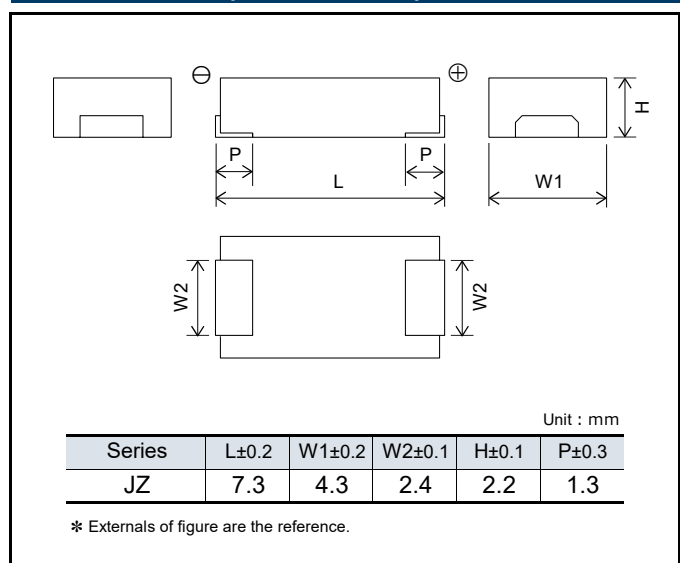 ⊖ ⊕
H
P P
L W1
W2 W2
Unit : mm
Series L±0.2 W1±0.2 W2±0.1 H±0.1 P±0.3
JZ 7.3 4.3 2.4 2.2 1.3
✻ Externals of figure are the reference.